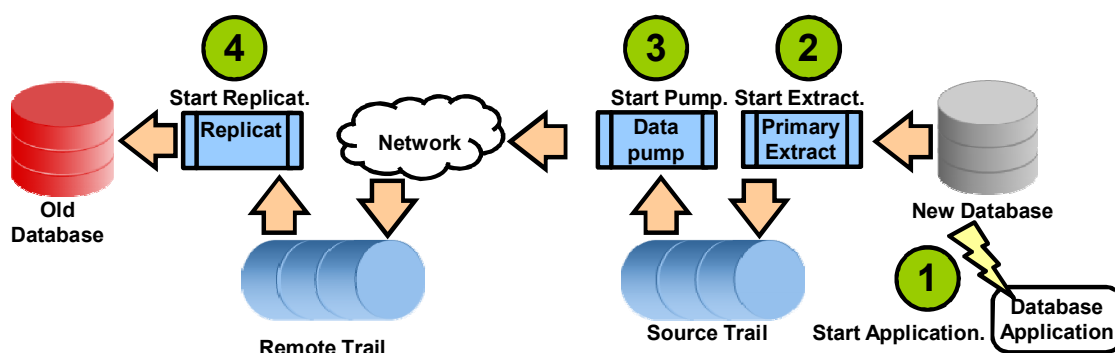 4
3
2
Start Replicat.
Start Pump.
Start Extract.
Replicat
Network
Data
pump
Primary
Extract
Old
Database
New Database
1
Start Application.
Database
Application
Source Trail
Remote Trail